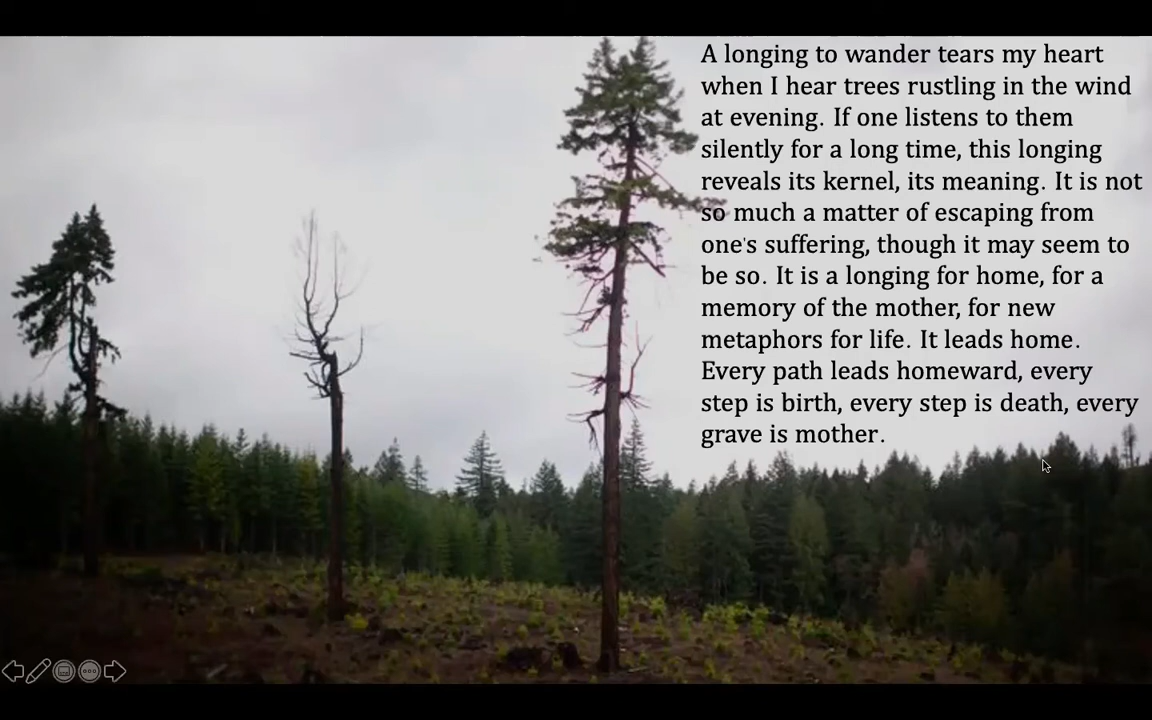 A longing to wander tears my heart
when I hear trees rustling in the wind
at evening. If one listens to them
silently for a long time, this longing
reveals its kernel, its meaning. It is not
so much a matter of escaping from
one's suffering, though it may seem to
be so. It is a longing for home, for a
memory of the mother, for new
metaphors for life. It leads home.
Every path leads homeward, every
step is birth, every step is death, every
grave is mother.